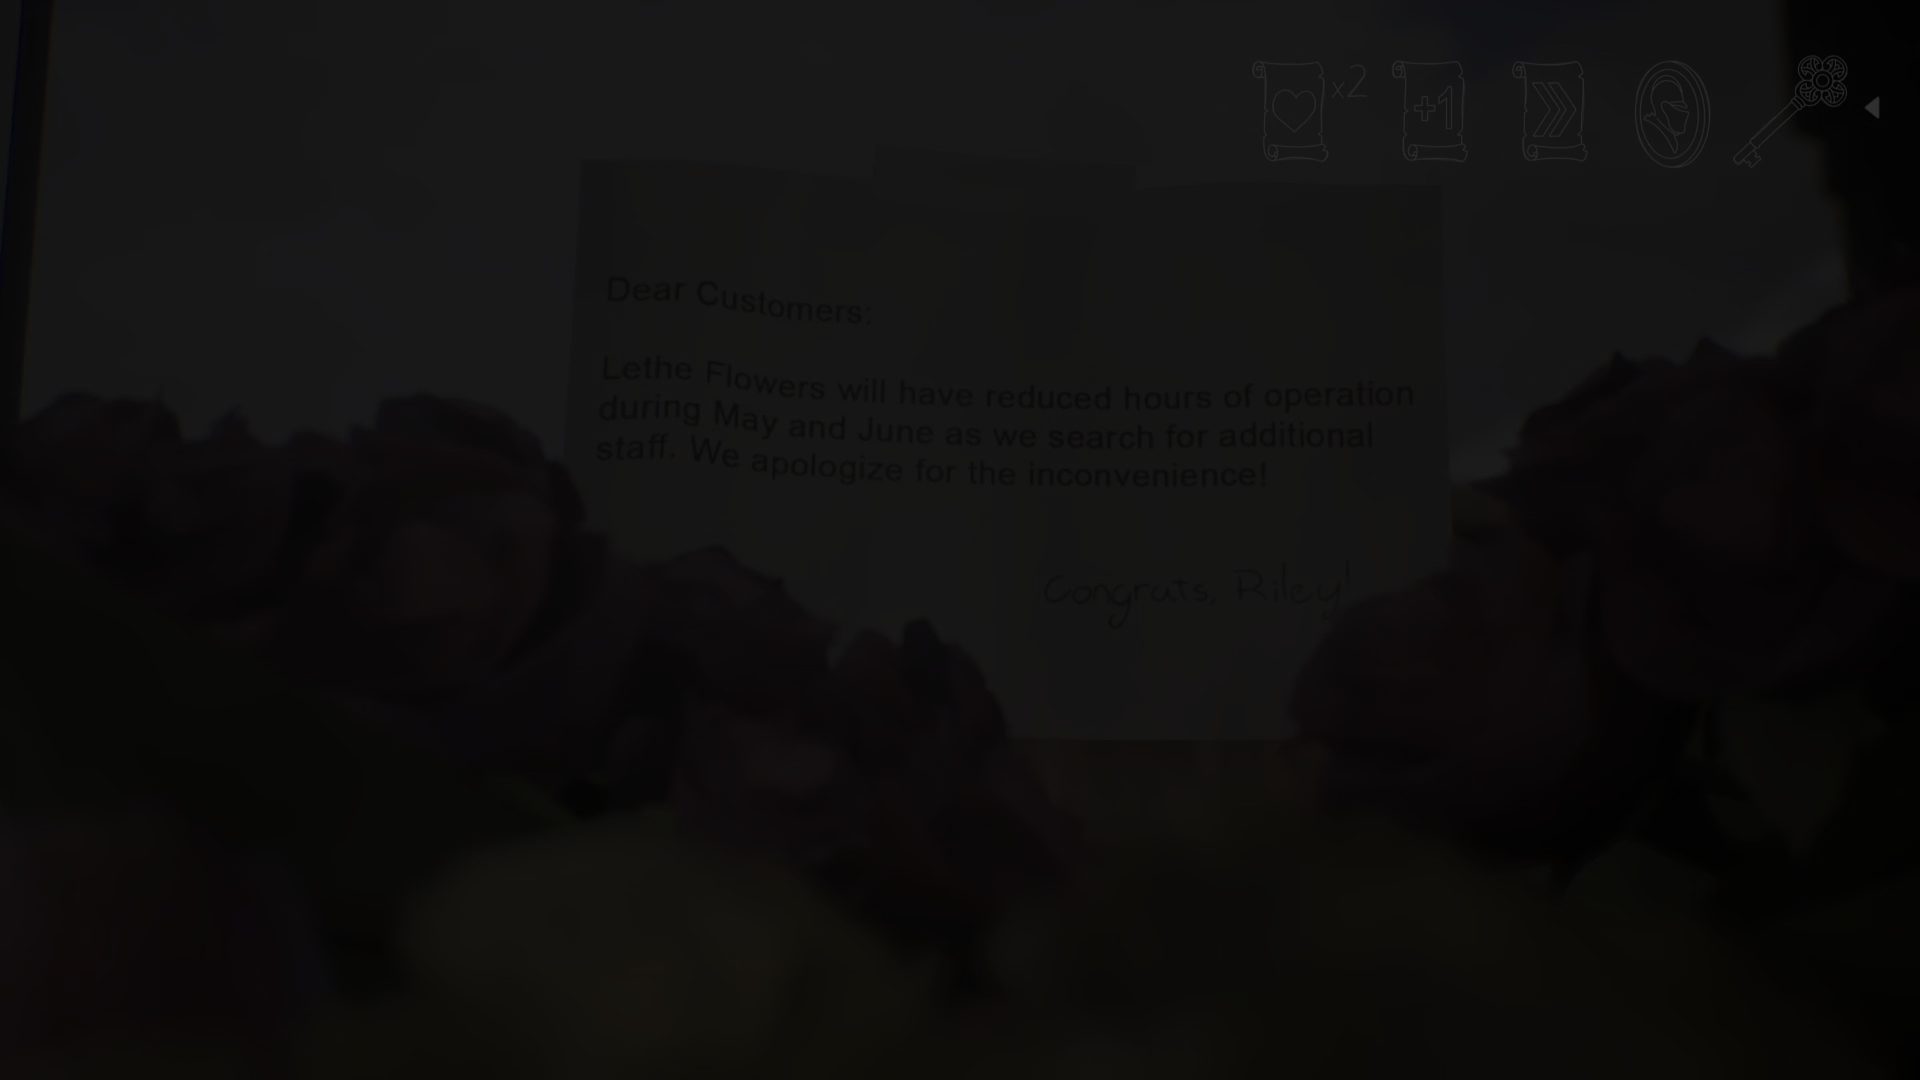 x2
+1
Dear Customers:
Lethe Flowers will have reduced hours of operation
during May and June as we search for additional
staff. We apologize for the inconvenience!
Congrats, Riley!